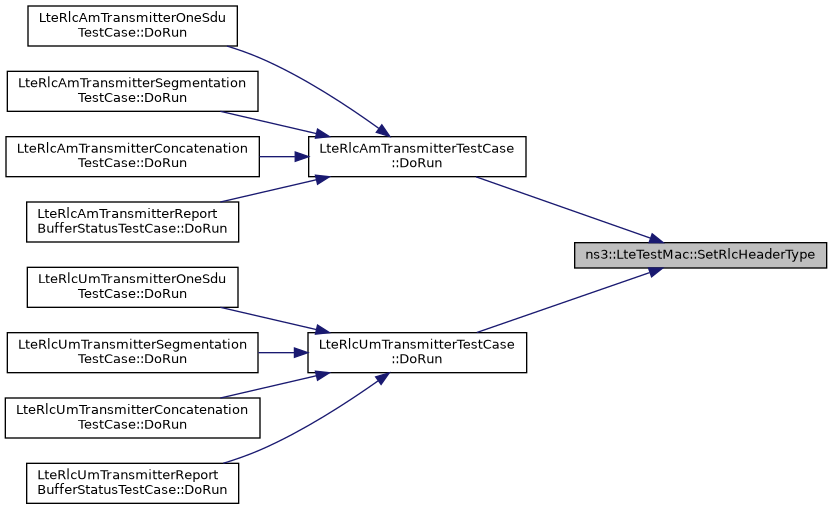 LteRlcAmTransmitterOneSdu
TestCase::DoRun
LteRlcAmTransmitterSegmentation
TestCase::DoRun
LteRlcAmTransmitterConcatenation
TestCase::DoRun
LteRlcAmTransmitterReport
BufferStatusTestCase::DoRun
LteRlcUmTransmitterOneSdu
TestCase::DoRun
LteRlcUmTransmitterSegmentation
TestCase::DoRun
LteRlcUmTransmitterConcatenation
TestCase::DoRun
LteRlcUmTransmitterReport
BufferStatusTestCase::DoRun
LteRlcAmTransmitterTestCase
::DoRun
LteRlcUmTransmitterTestCase
::DoRun
ns3::LteTestMac::SetRlcHeaderType